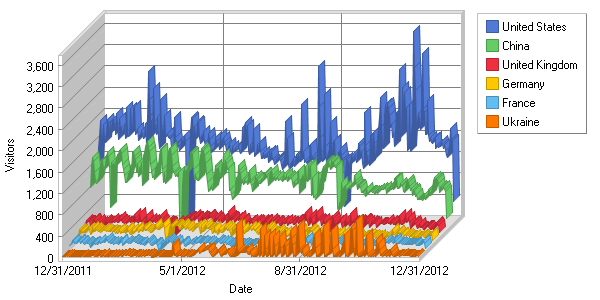 United States
China
United Kingdom
Germany
France
Ukraine
3,600
3,200
2,800
2,400
2,000
1,600
1,200
800
400
0
Visitors
12/31/2011
5/1/2012
8/31/2012
12/31/2012
Date